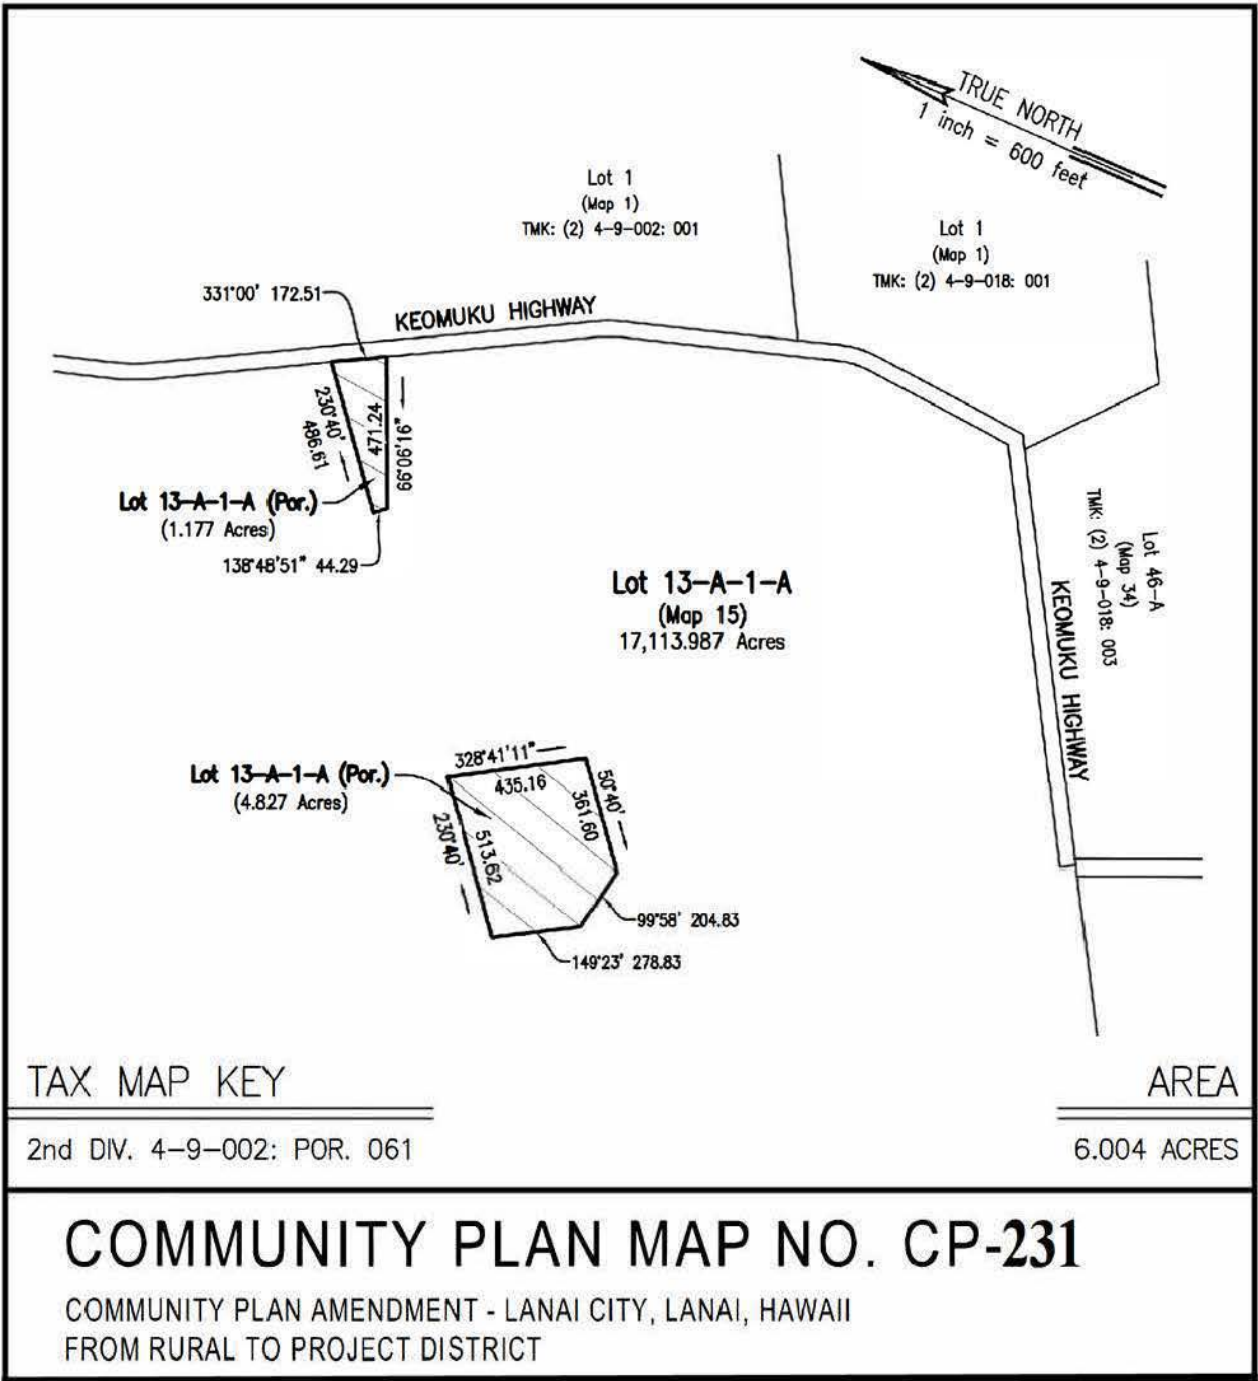 TRUE NORTH
1 inch = 600 feet
Lot 1
(Map 1)
TMK: (2) 4-9-002: 001
Lot 1
(Map 1)
TMK: (2) 4-9-018: 001
331°00' 172.51
KEOMUKU HIGHWAY
230°40'
486.61
471.24
66°06'16"
Lot 13-A-1-A (Por.)
(1.177 Acres)
138°48'51" 44.29
Lot 13-A-1-A
(Map 15)
17,113.987 Acres
Lot 46-A
(Map 34)
TMK: (2) 4-9-018: 003
KEOMUKU HIGHWAY
328°41'11"
435.16
Lot 13-A-1-A (Por.)
(4.827 Acres)
50°40'
361.60
230°40'
513.62
99°58' 204.83
149°23' 278.83
TAX MAP KEY
AREA
2nd DIV. 4-9-002: POR. 061
6.004 ACRES
COMMUNITY PLAN MAP NO. CP-231
COMMUNITY PLAN AMENDMENT - LANAI CITY, LANAI, HAWAII
FROM RURAL TO PROJECT DISTRICT